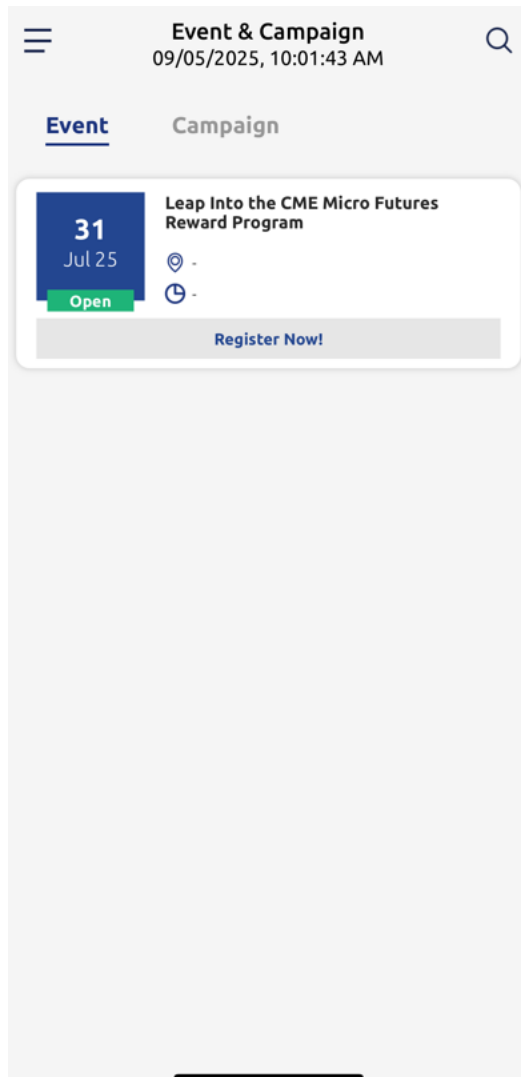 Event & Campaign
09/05/2025, 10:01:43 AM
Event
Campaign
31
Jul 25
Open
Leap Into the CME Micro Futures
Reward Program
-
-
Register Now!